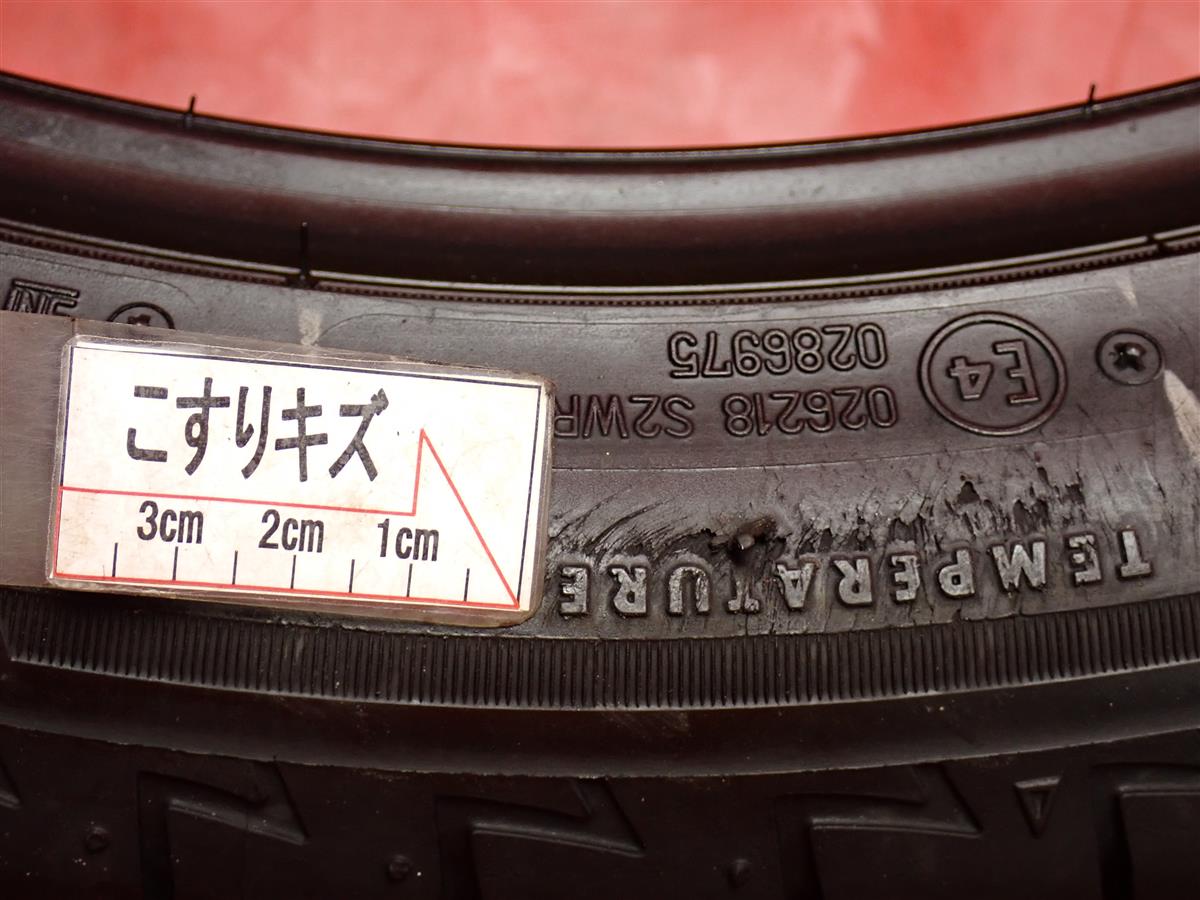 こすりキズ
3cm 2cm 1cm
TEMPERATURE
026218 S2WR
0286975
E4